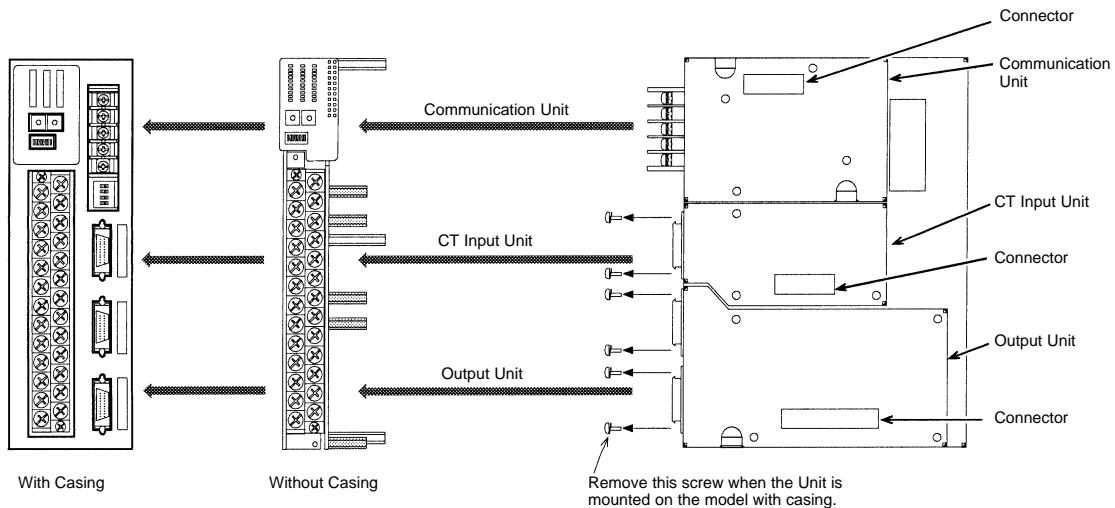 Connector
Communication
Unit
Communication Unit
CT Input Unit
CT Input Unit
Connector
Output Unit
Output Unit
Connector
With Casing
Without Casing
Remove this screw when the Unit is
mounted on the model with casing.